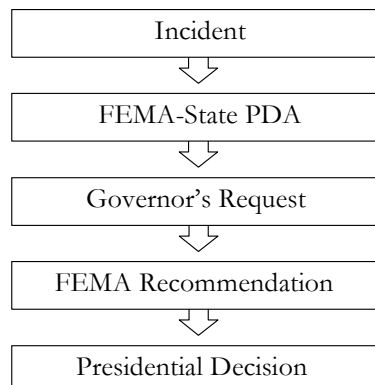 Incident
FEMA-State PDA
Governor’s Request
FEMA Recommendation
Presidential Decision